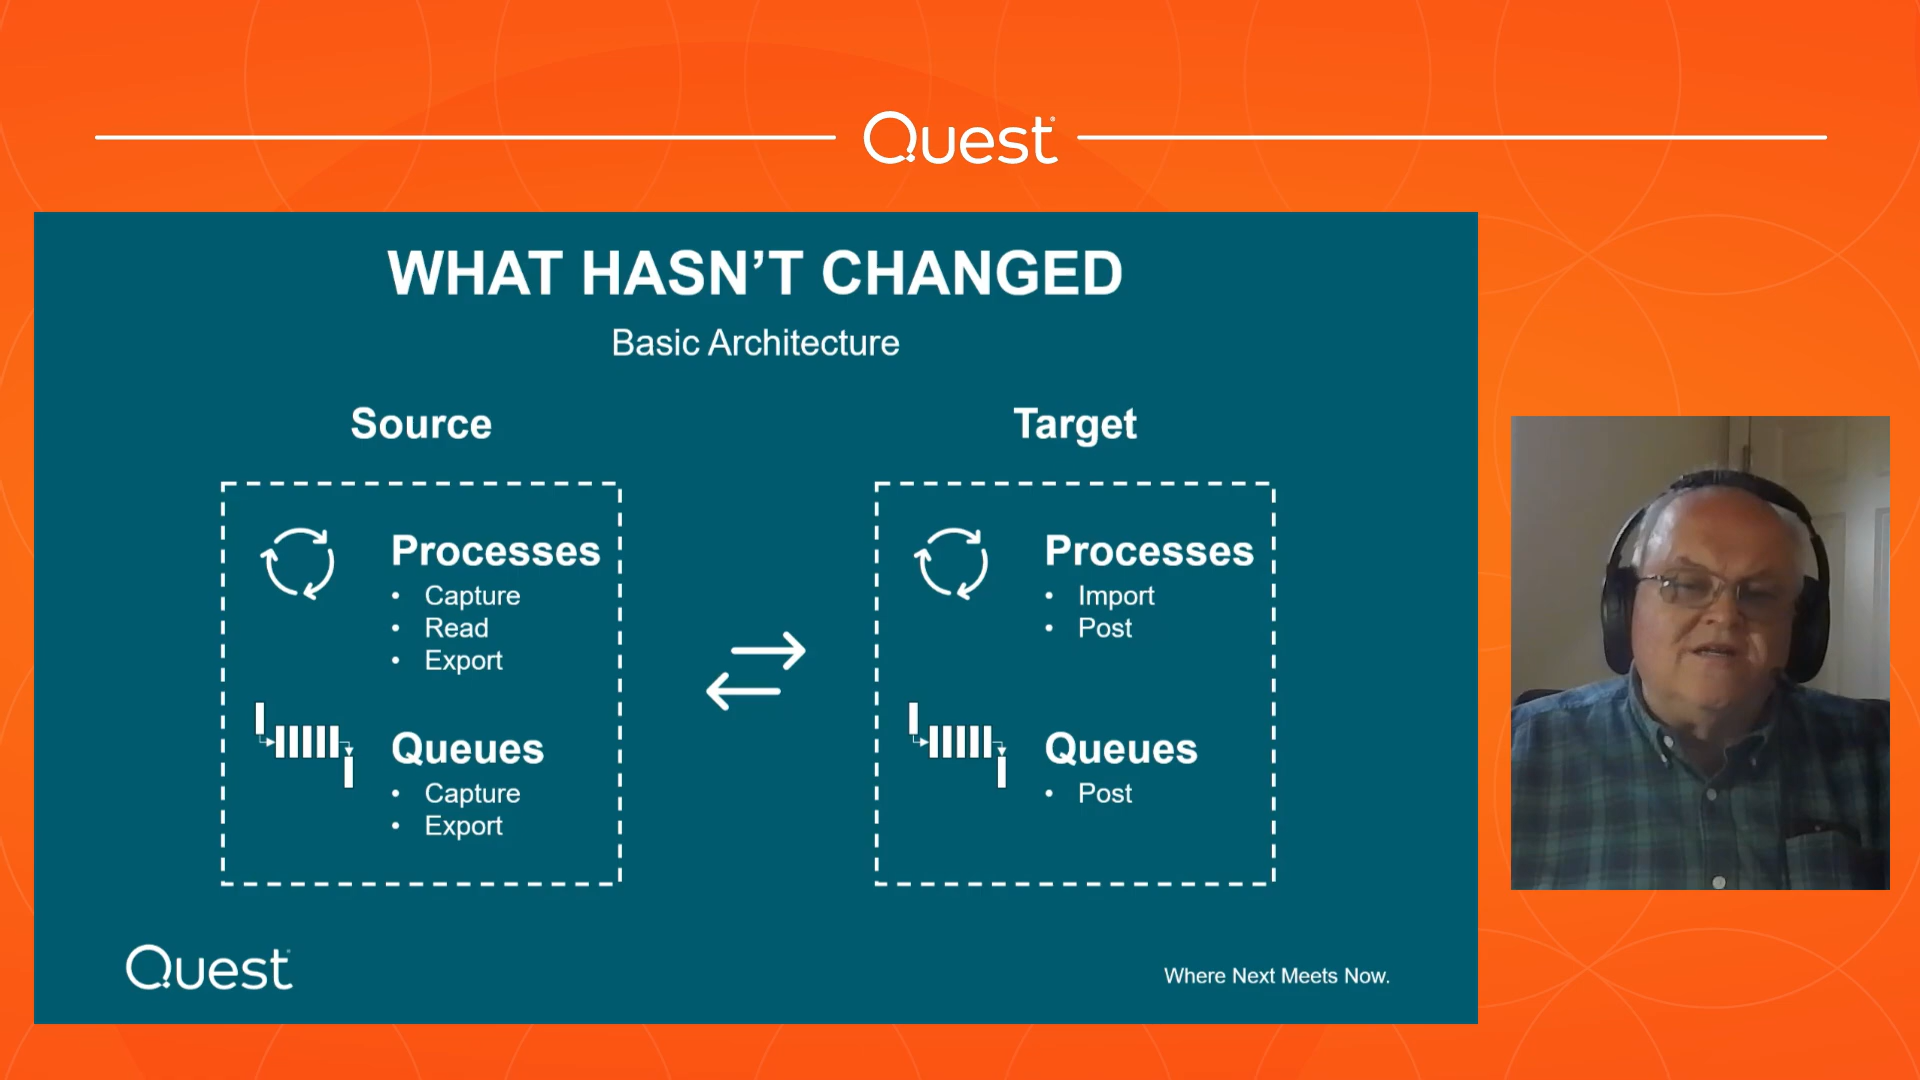 Quest
WHAT HASN’T CHANGED
Basic Architecture
Source
Processes
• Capture
• Read
• Export
Queues
• Capture
• Export
Target
Processes
• Import
• Post
Queues
• Post
Quest
Where Next Meets Now.